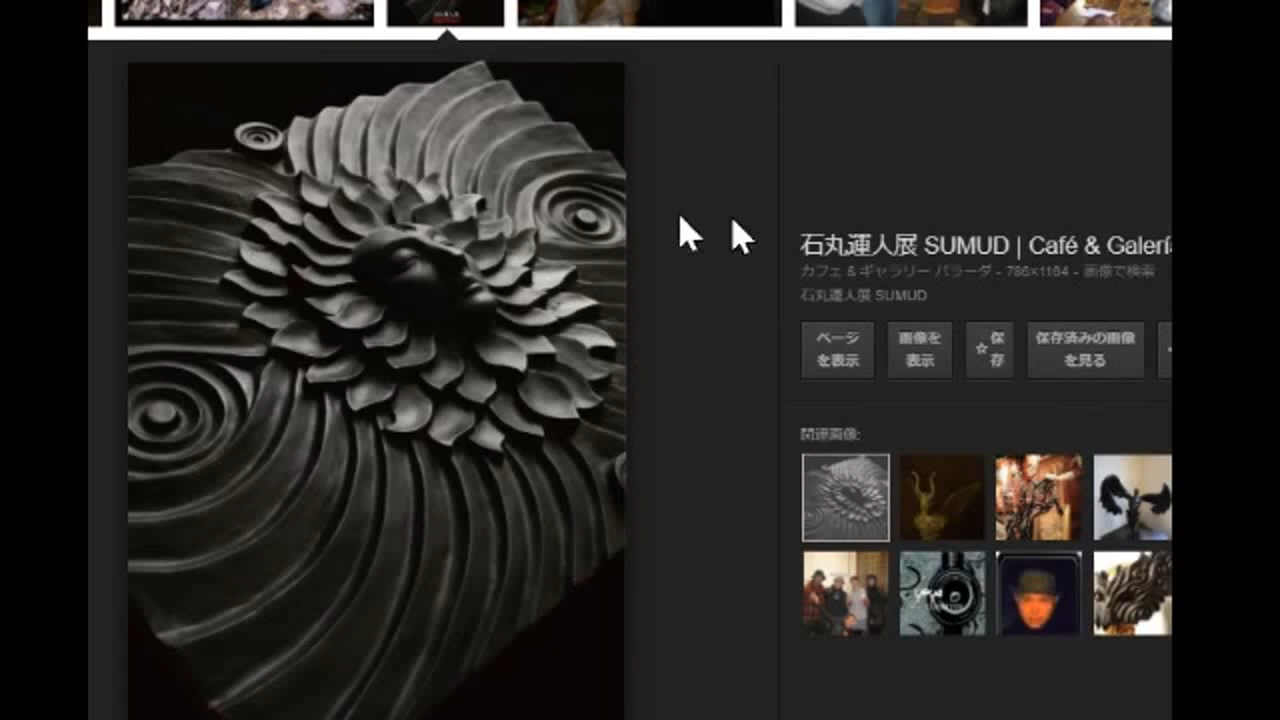 石丸運人展 SUMUD | Café & Galerí
カフェ & ギャラリー パラーダ - 786×1164 - 画像で検索
石丸運人展 SUMUD
ページを表示
画像を表示
☆保存
保存済みの画像を見る
関連画像: